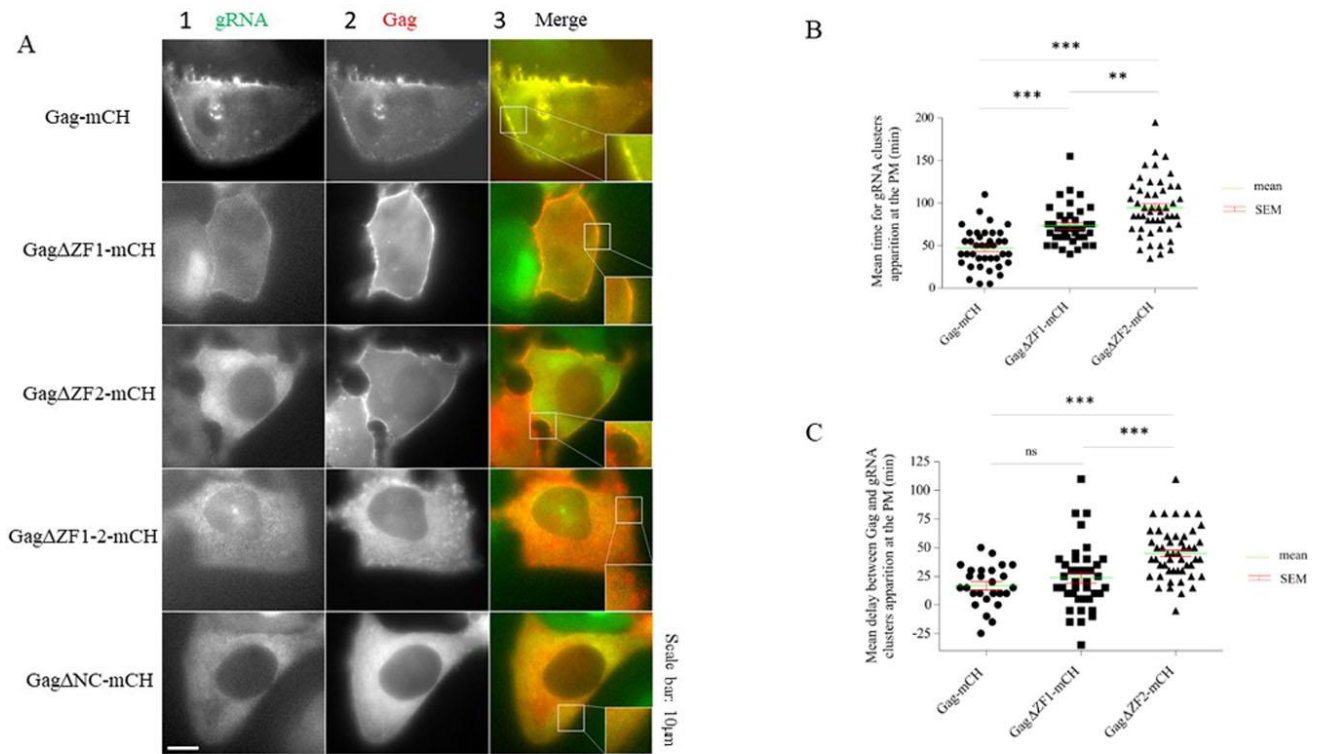 A
1 gRNA 2 Gag 3 Merge
Gag-mCH
GagΔZF1-mCH
GagΔZF2-mCH
GagΔZF1-2-mCH
GagΔNC-mCH
Scale bar: 10µm
B
***
**
***
Mean time for gRNA clusters
apparition at the PM (min)
200
150
100
50
0
Gag-mCH
GagΔZF1-mCH
GagΔZF2-mCH
mean
SEM
C
***
***
ns
Mean delay between Gag and gRNA
clusters apparition at the PM (min)
125
100
75
50
25
0
-25
Gag-mCH
GagΔZF1-mCH
GagΔZF2-mCH
mean
SEM